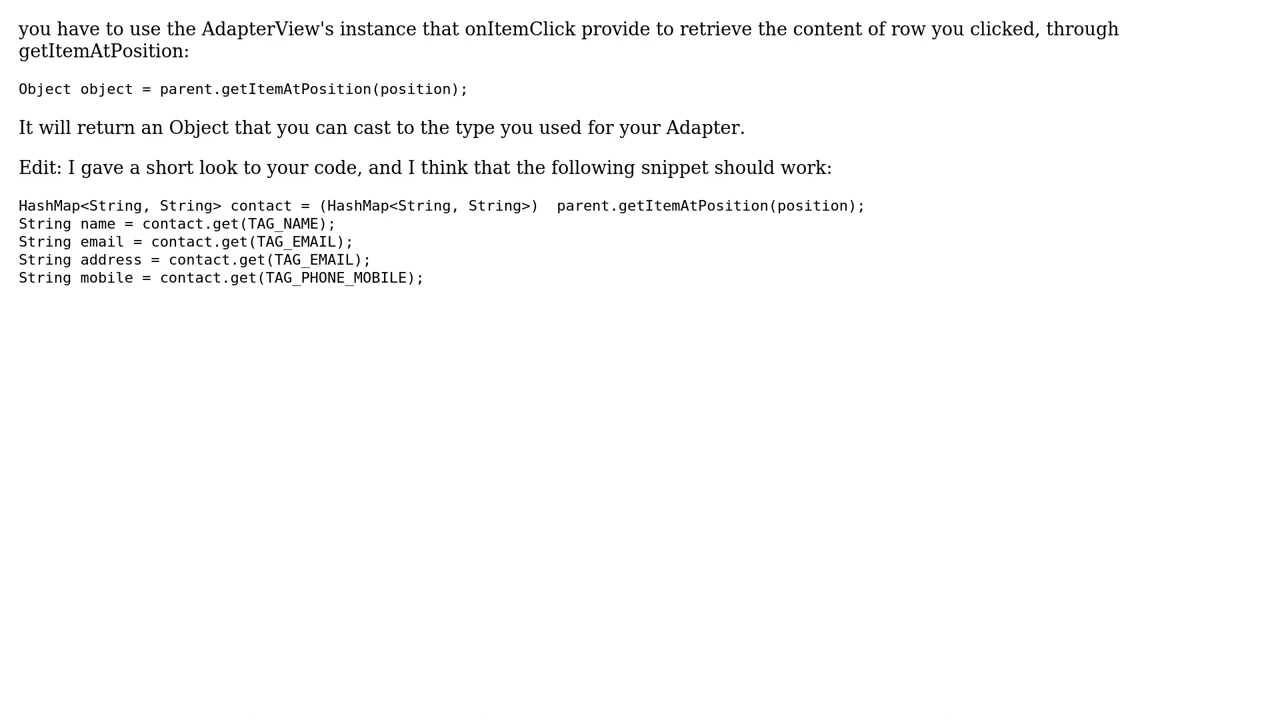 you have to use the AdapterView's instance that onItemClick provide to retrieve the content of row you clicked, through
getItemAtPosition:
Object object = parent.getItemAtPosition(position);
It will return an Object that you can cast to the type you used for your Adapter.
Edit: I gave a short look to your code, and I think that the following snippet should work:
HashMap<String, String> contact = (HashMap<String, String>)  parent.getItemAtPosition(position);
String name = contact.get(TAG_NAME);
String email = contact.get(TAG_EMAIL);
String address = contact.get(TAG_EMAIL);
String mobile = contact.get(TAG_PHONE_MOBILE);